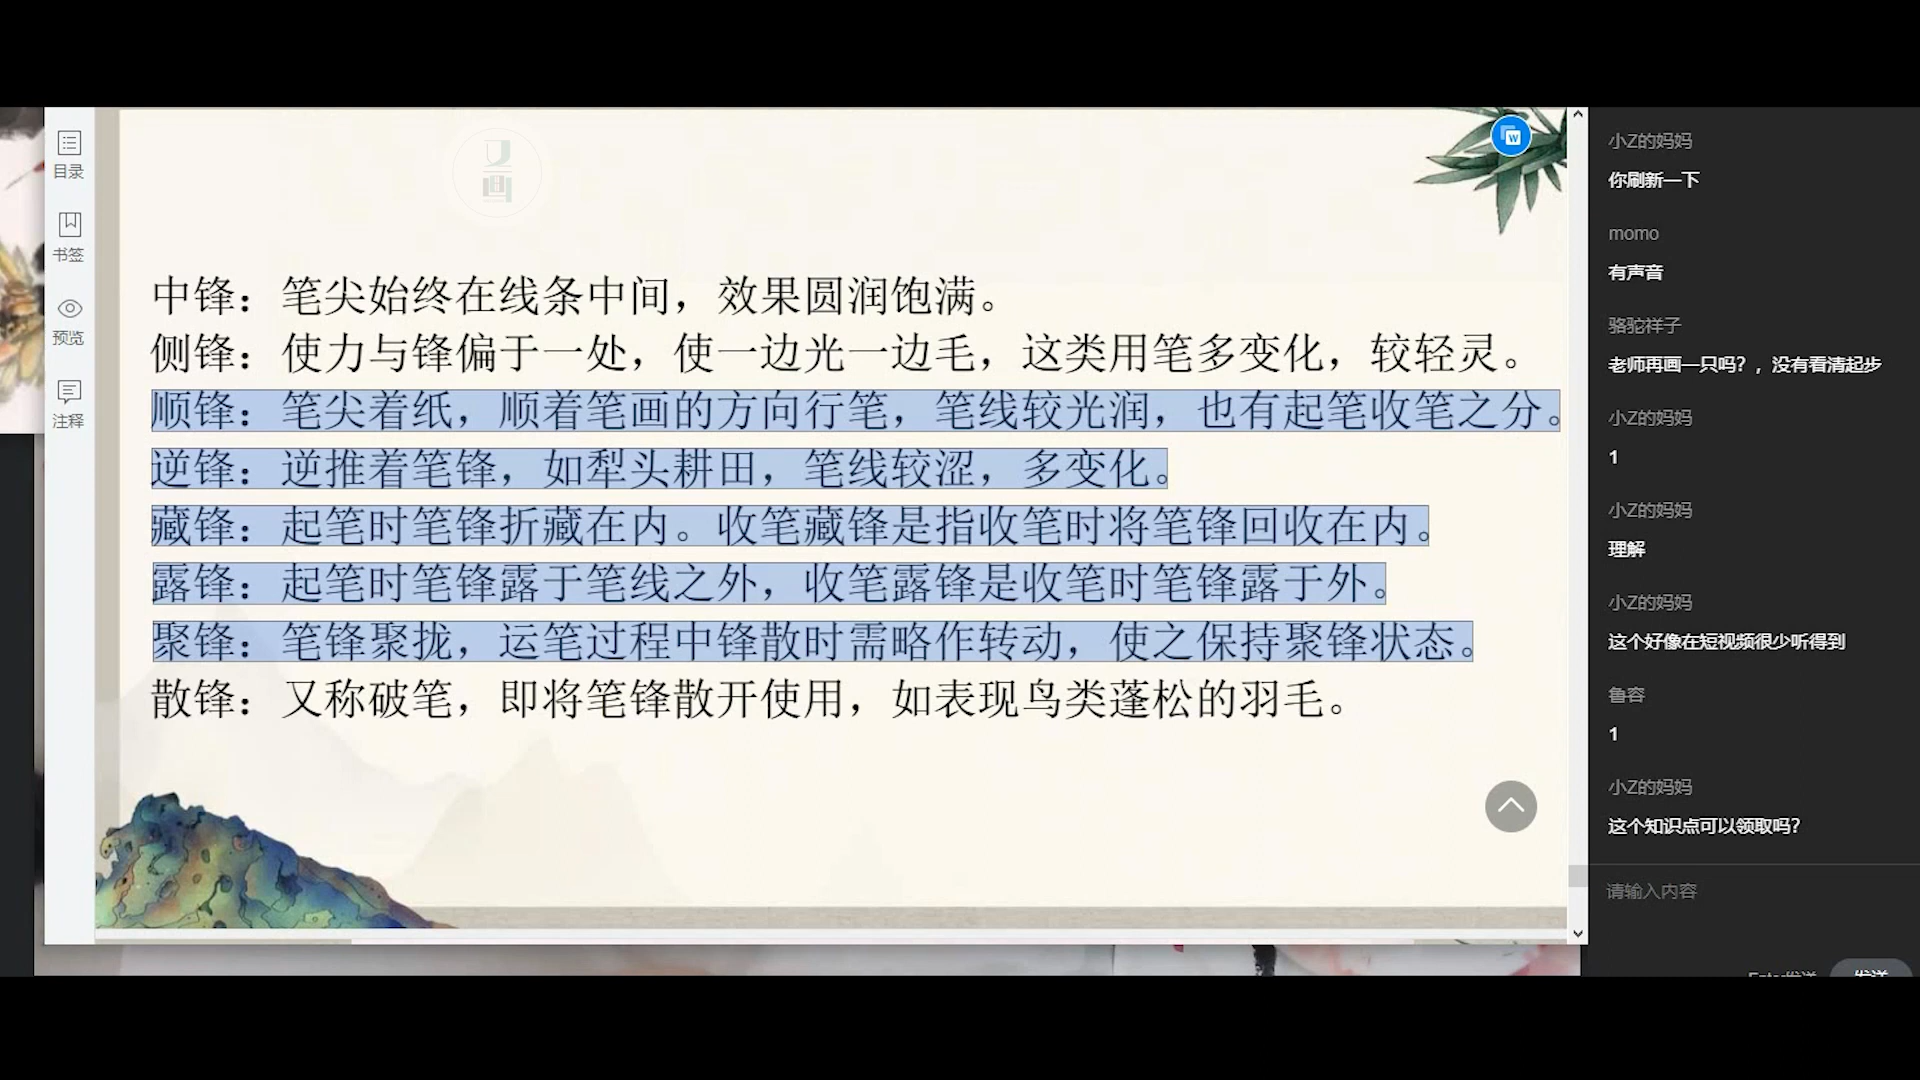 目录
书签
预览
注释
中锋：笔尖始终在线条中间，效果圆润饱满。
侧锋：使力与锋偏于一处，使一边光一边毛，这类用笔多变化，较轻灵。
顺锋：笔尖着纸，顺着笔画的方向行笔，笔线较光润，也有起笔收笔之分。
逆锋：逆推着笔锋，如犁头耕田，笔线较涩，多变化。
藏锋：起笔时笔锋折藏在内。收笔藏锋是指收笔时将笔锋回收在内。
露锋：起笔时笔锋露于笔线之外，收笔露锋是收笔时笔锋露于外。
聚锋：笔锋聚拢，运笔过程中锋散时需略作转动，使之保持聚锋状态。
散锋：又称破笔，即将笔锋散开使用，如表现鸟类蓬松的羽毛。
小Z的妈妈
你刷新一下
momo
有声音
骆驼祥子
老师再画一只吗？，没有看清起步
小Z的妈妈
1
小Z的妈妈
理解
小Z的妈妈
这个好像在短视频很少听得到
鲁容
1
小Z的妈妈
这个知识点可以领取吗？
请输入内容
Enter发送
发送